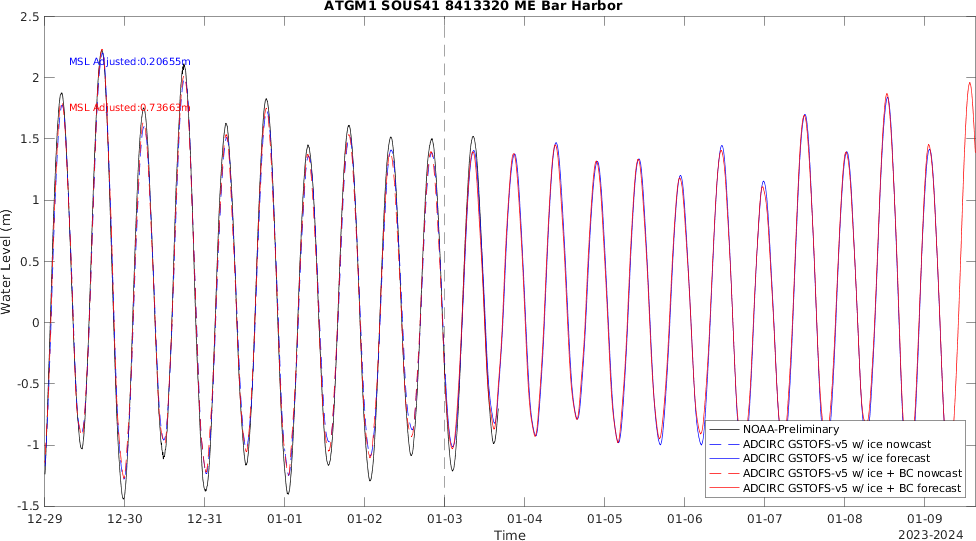 ATGM1 SOUS41 8413320 ME Bar Harbor
2.5
2
1.5
1
0.5
0
-0.5
-1
-1.5
Water Level (m)
MSL Adjusted:0.20655m
MSL Adjusted:0.73663m
NOAA-Preliminary
ADCIRC GSTOFS-v5 w/ ice nowcast
ADCIRC GSTOFS-v5 w/ ice forecast
ADCIRC GSTOFS-v5 w/ ice + BC nowcast
ADCIRC GSTOFS-v5 w/ ice + BC forecast
12-29 12-30 12-31 01-01 01-02 01-03 01-04 01-05 01-06 01-07 01-08 01-09
Time
2023-2024